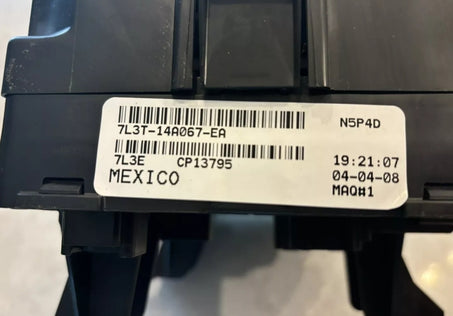 7L3T-14A067-EA N5P4D
7L3E CP13795 19:21:07
MEXICO 04-04-08
MAQ#1